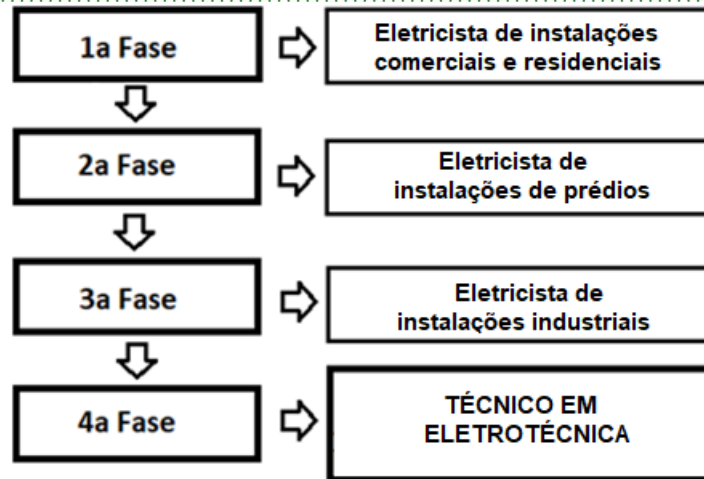 1a Fase
Eletricista de instalações
comerciais e residenciais
2a Fase
Eletricista de
instalações de prédios
3a Fase
Eletricista de
instalações industriais
4a Fase
TÉCNICO EM
ELETROTÉCNICA